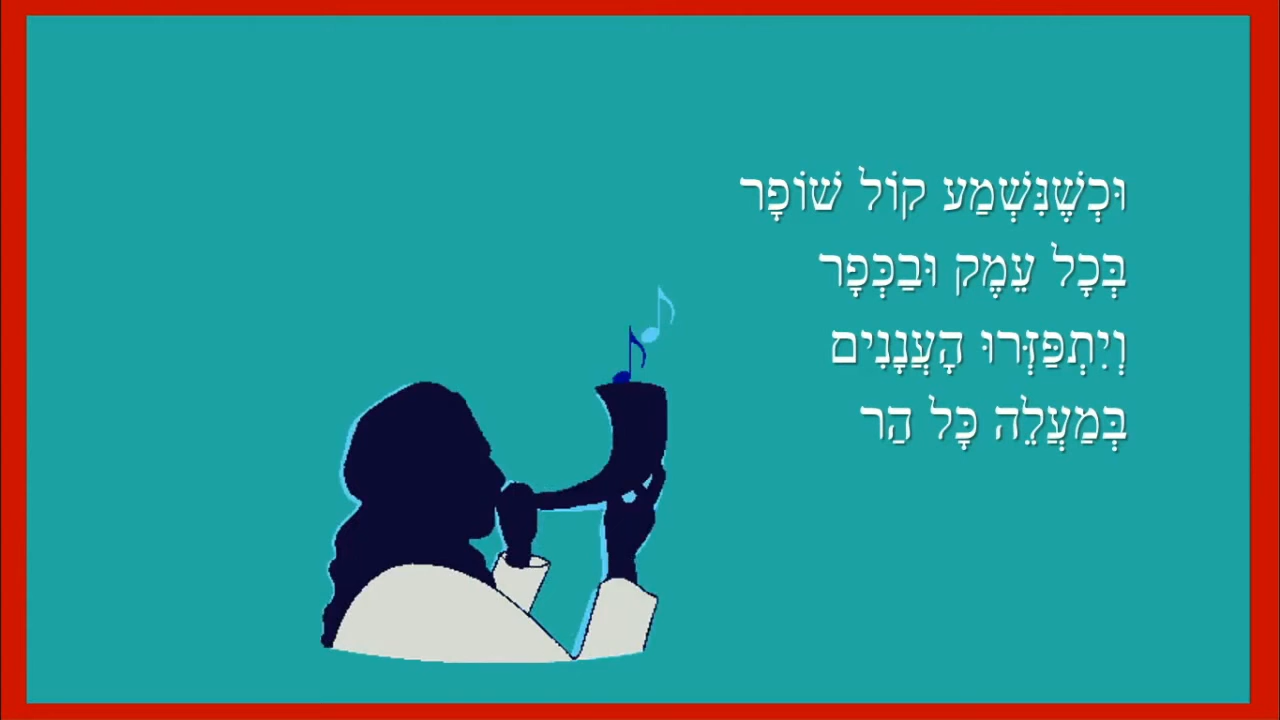 וּכְשֶׁנִּשְׁמַע קוֹל שׁוֹפָר
בְּכָל עֵמֶק וּבַכְּפָר
וְיִתְפַּזְּרוּ הָעֲנָנִים
בְּמַעֲלֵה כָּל הַר